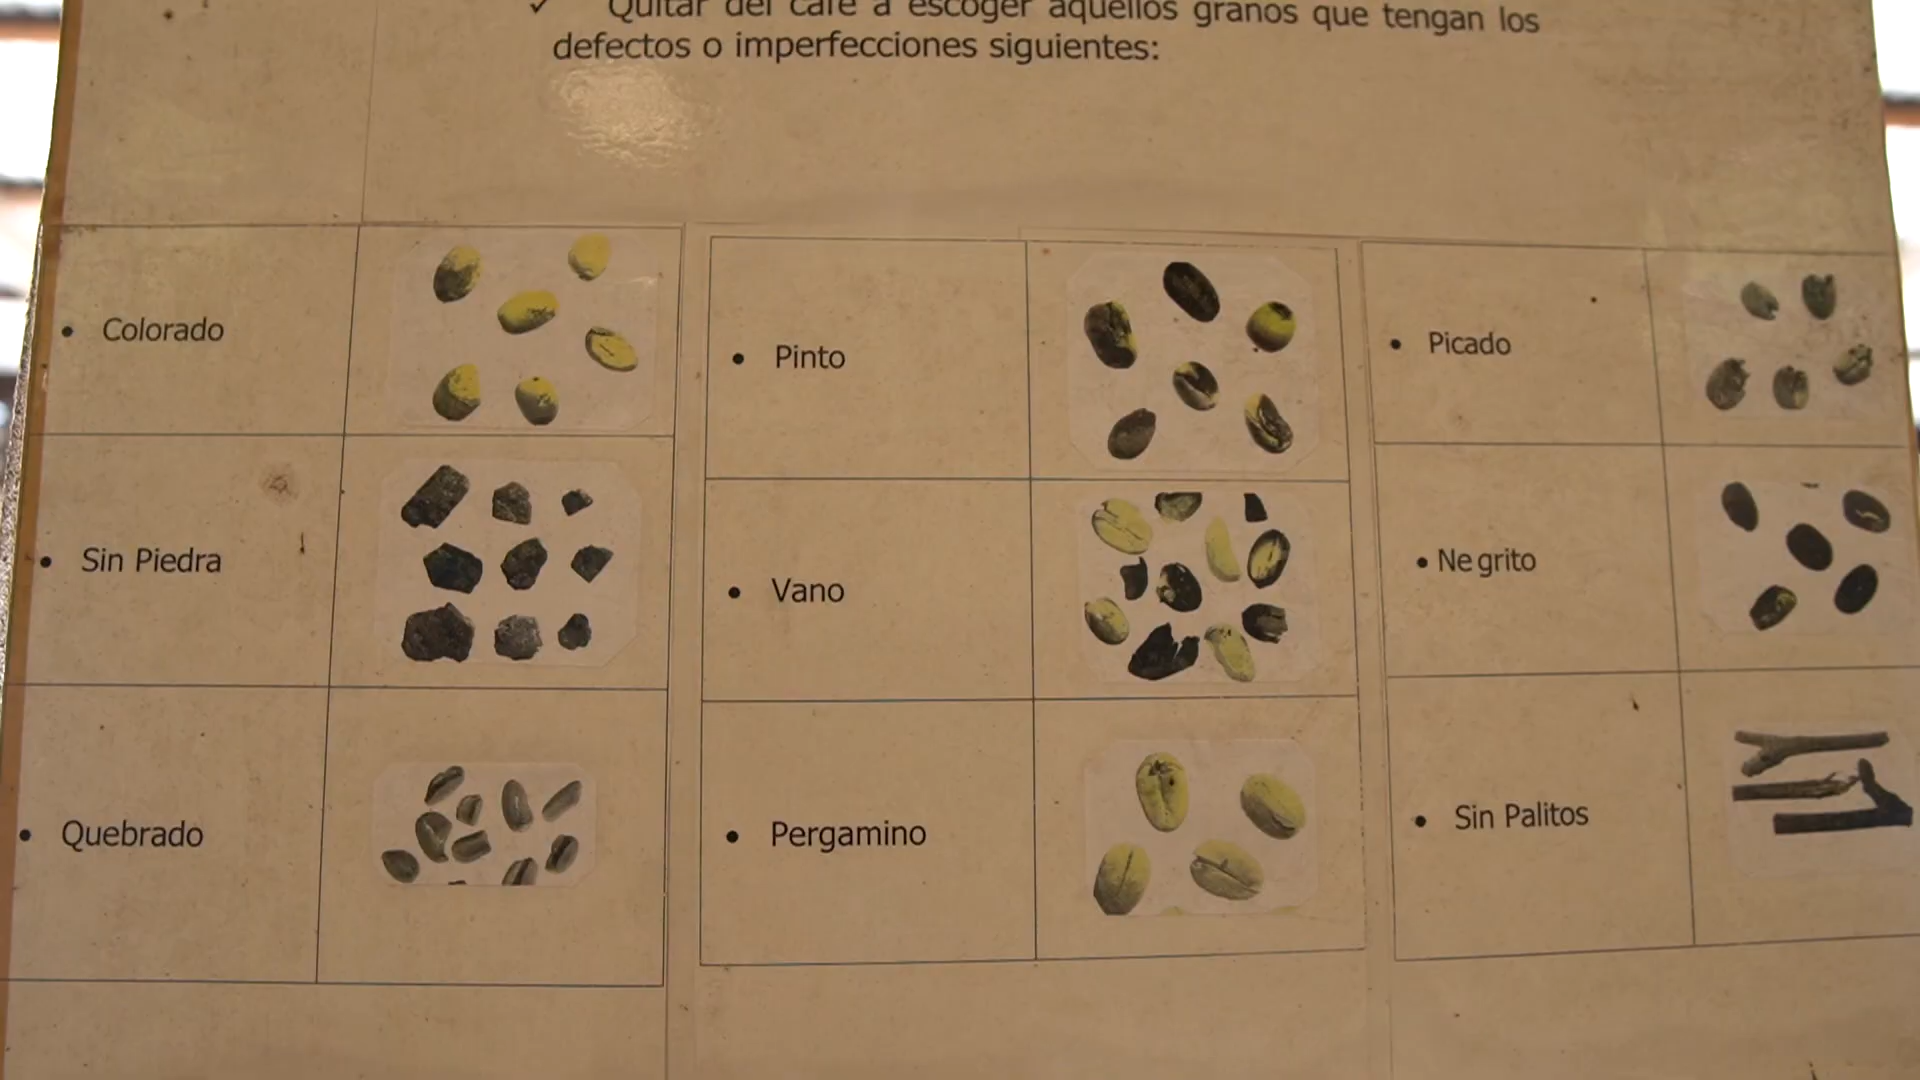 ✓ Quitar del café a escoger aquellos granos que tengan los
defectos o imperfecciones siguientes:
• Colorado
• Pinto
• Picado
• Sin Piedra
• Vano
• Ne grito
• Quebrado
• Pergamino
• Sin Palitos